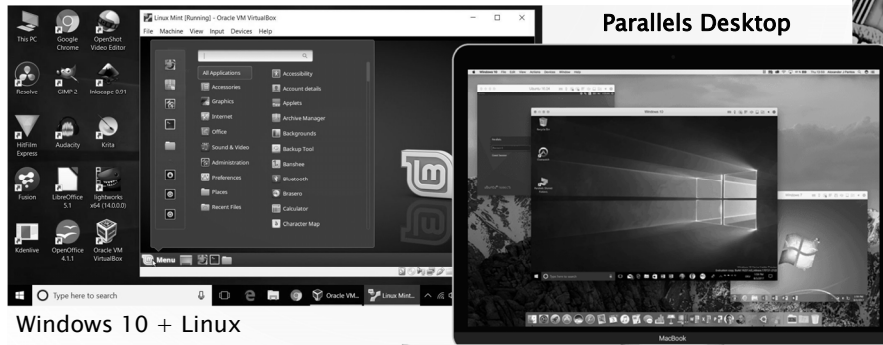 Parallels Desktop
This PC
Google Chrome
OpenShot Video Editor
Resolve
GIMP 2
Inkscape 0.91
HitFilm Express
Audacity
Krita
Fusion
LibreOffice 5.1
lightworks x64 (14.0.0.0)
Kdenlive
OpenOffice 4.1.1
Oracle VM VirtualBox
Linux Mint [Running] - Oracle VM VirtualBox
File Machine View Input Devices Help
All Applications
Accessories
Graphics
Internet
Office
Sound & Video
Administration
Preferences
Places
Recent Files
Accessibility
Account details
Applets
Archive Manager
Backgrounds
Backup Tool
Banshee
Bluetooth
Brasero
Calculator
Character Map
Menu
Type here to search
Oracle VM...
Linux Mint...
Windows 10 + Linux
Windows 10
MacBook